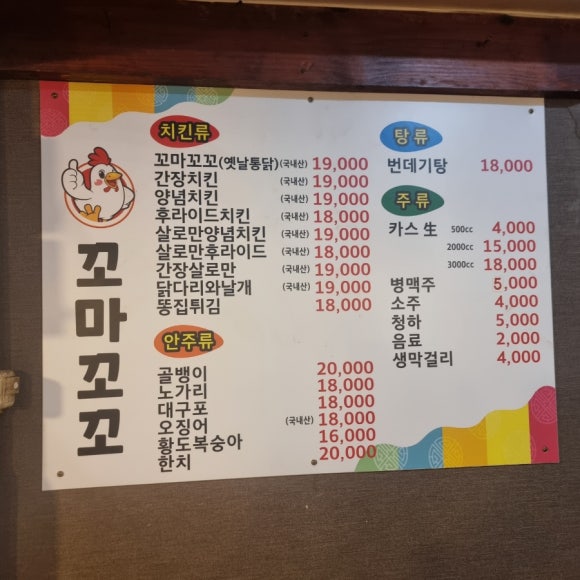 꼬마꼬꼬
치킨류
꼬마꼬꼬(옛날통닭)(국내산) 19,000
간장치킨 (국내산) 19,000
양념치킨 (국내산) 19,000
후라이드치킨 (국내산) 18,000
살로만양념치킨 (국내산) 19,000
살로만후라이드 (국내산) 18,000
간장살로만 (국내산) 19,000
닭다리와날개 (국내산) 19,000
똥집튀김 18,000
안주류
골뱅이 20,000
노가리 18,000
대구포 18,000
오징어 (국내산) 18,000
황도복숭아 16,000
한치 20,000
탕류
번데기탕 18,000
주류
카스 生 500cc 4,000
2000cc 15,000
3000cc 18,000
병맥주 5,000
소주 4,000
청하 5,000
음료 2,000
생막걸리 4,000